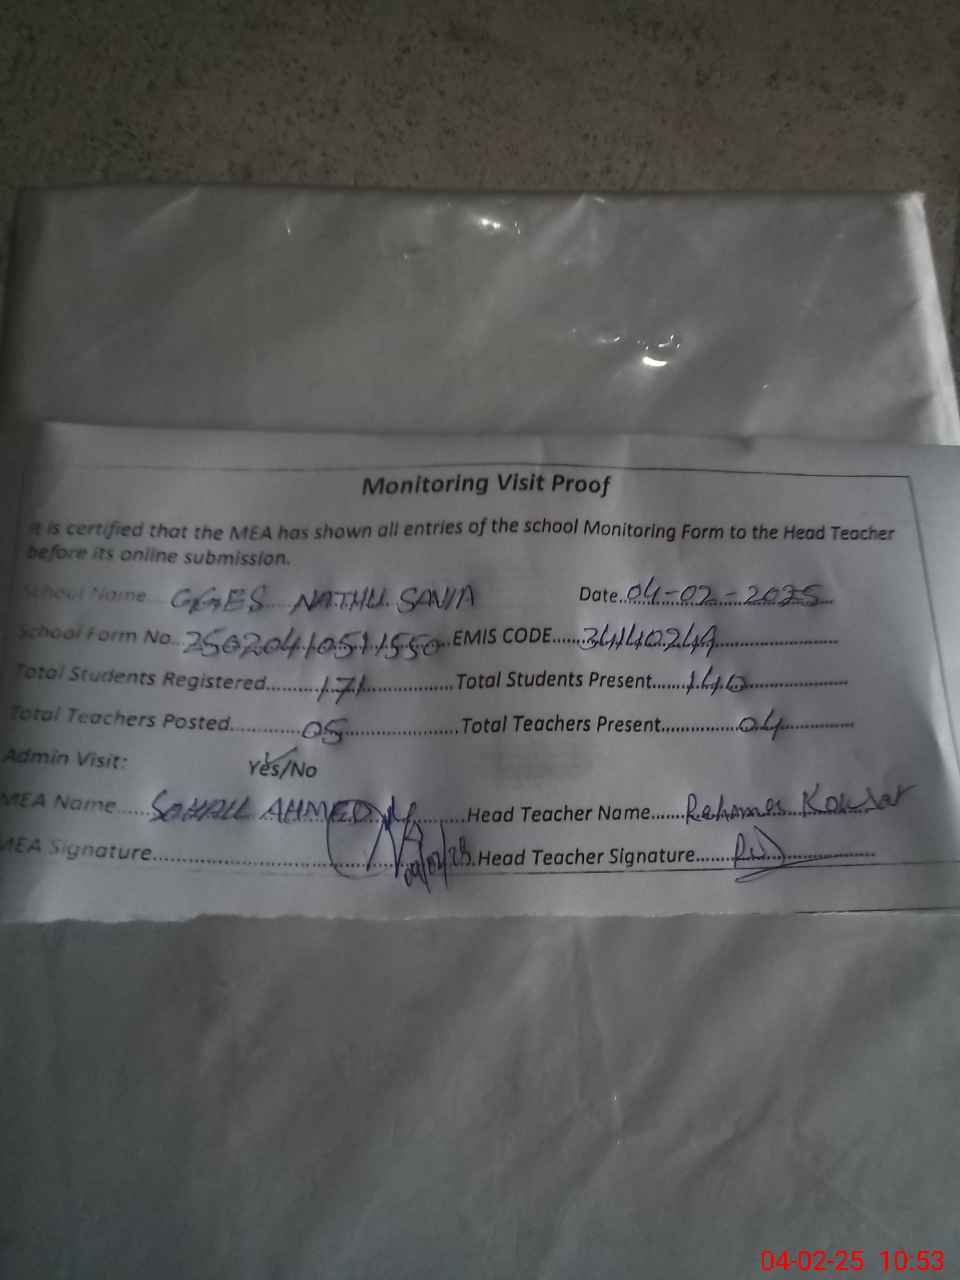 Monitoring Visit Proof
It is certified that the MEA has shown all entries of the school Monitoring Form to the Head Teacher
before its online submission.
School Name GGES NATHU SAVIA Date 04-02-2025
School Form No. EMIS CODE
Total Students Registered 171 Total Students Present 140
Total Teachers Posted 05 Total Teachers Present 04
Admin Visit: Yes/No
MEA Name SOHAIL AHMED Head Teacher Name Kousar
MEA Signature Head Teacher Signature
04-02-25 10:53